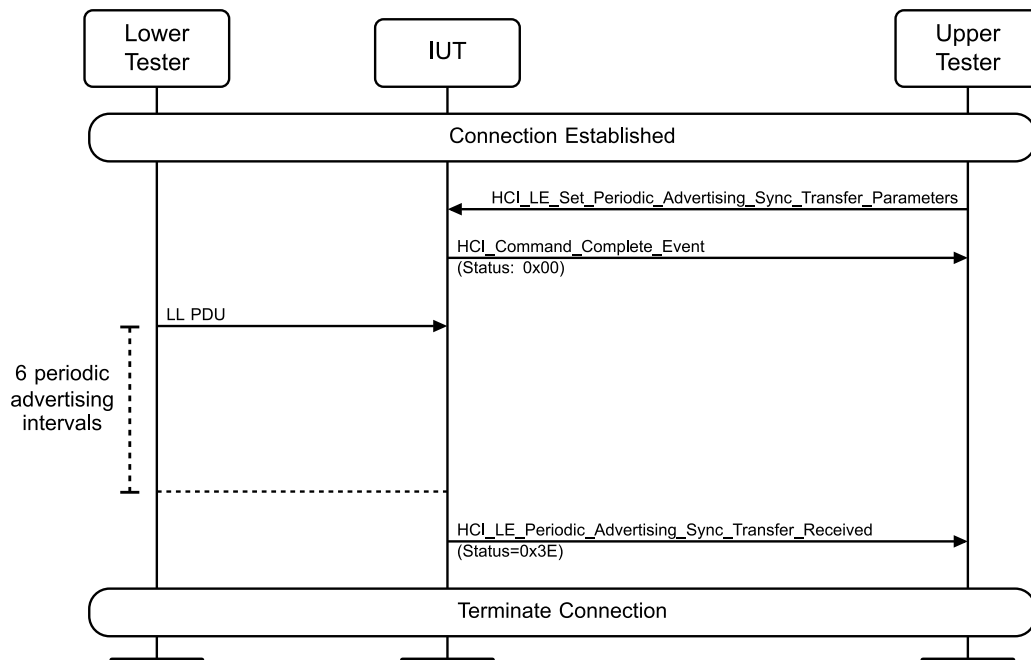 Lower
Tester
IUT
Upper
Tester
Connection Established
HCI_LE_Set_Periodic_Advertising_Sync_Transfer_Parameters
HCI_Command_Complete_Event
(Status: 0x00)
LL PDU
6 periodic
advertising
intervals
HCI_LE_Periodic_Advertising_Sync_Transfer_Received
(Status=0x3E)
Terminate Connection